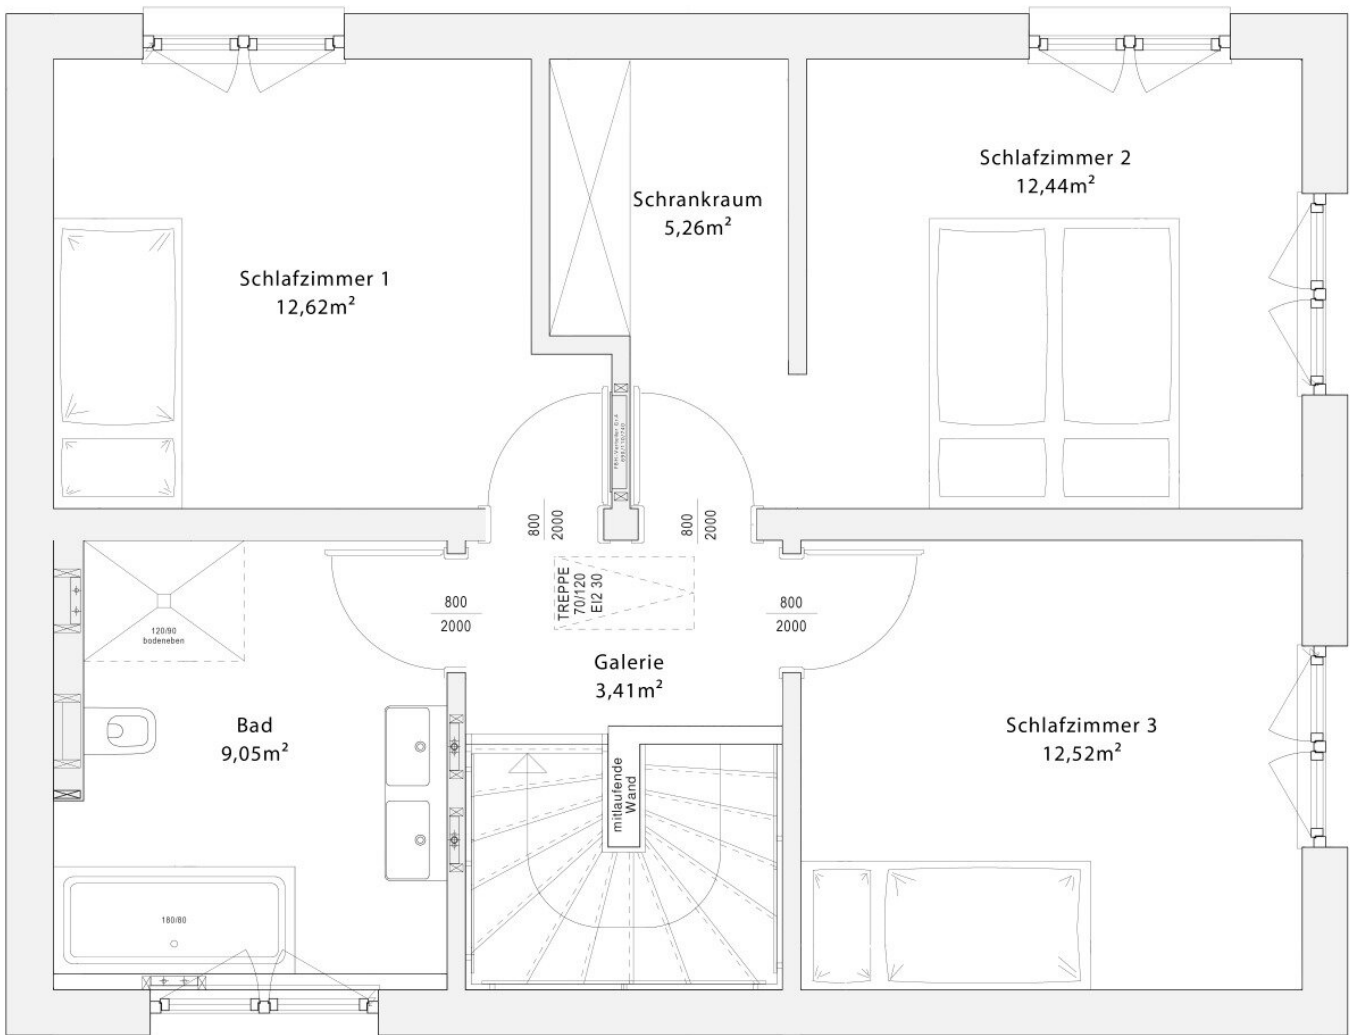 Schlafzimmer 2
12,44m²
Schrankraum
5,26m²
Schlafzimmer 1
12,62m²
800
2000
800
2000
TREPPE
70/120
EI2 30
800
2000
800
2000
120/90
bodeneben
Galerie
3,41m²
Bad
9,05m²
Schlafzimmer 3
12,52m²
mitlaufende
Wand
180/80